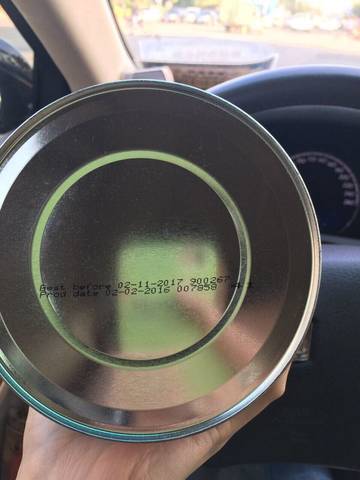 Best before 02-11-2017 900267
Prod date 02-02-2016 007858